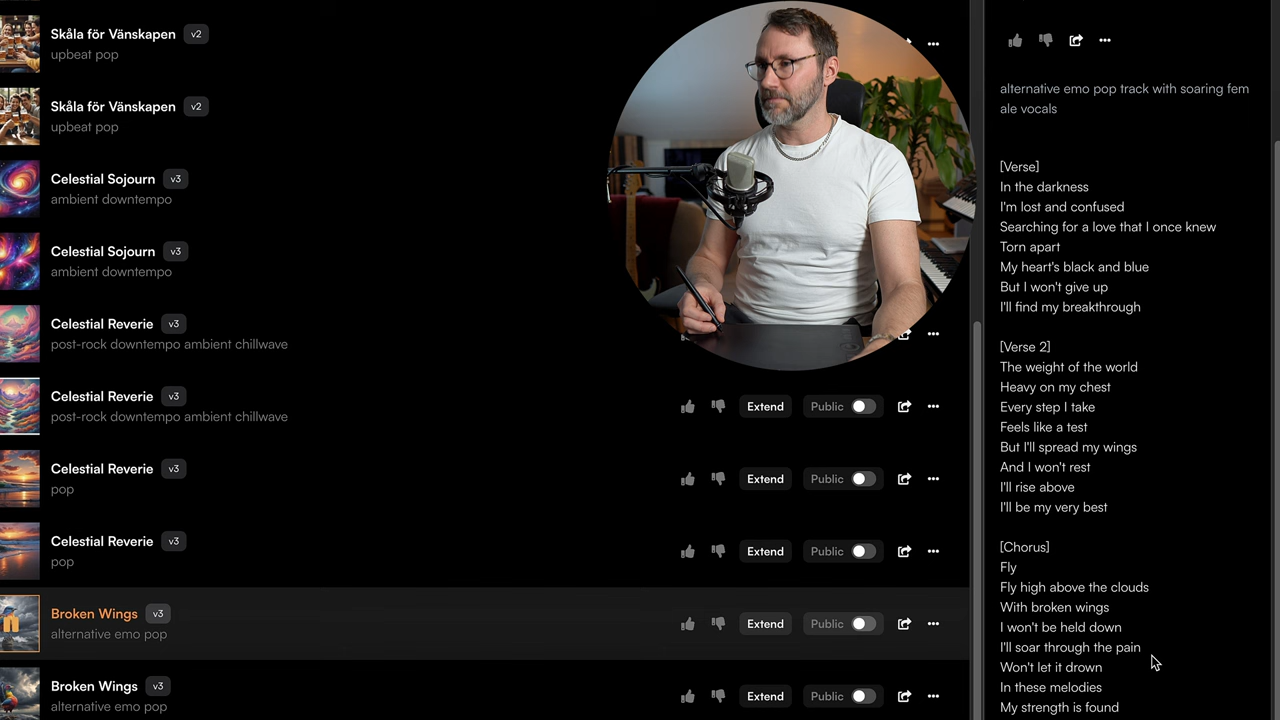 Skåla för Vänskapen v2
upbeat pop
Skåla för Vänskapen v2
upbeat pop
Celestial Sojourn v3
ambient downtempo
Celestial Sojourn v3
ambient downtempo
Celestial Reverie v3
post-rock downtempo ambient chillwave
Celestial Reverie v3
post-rock downtempo ambient chillwave
Extend Public
Celestial Reverie v3
pop
Extend Public
Celestial Reverie v3
pop
Extend Public
Broken Wings v3
alternative emo pop
Extend Public
Broken Wings v3
alternative emo pop
Extend Public
alternative emo pop track with soaring fem
ale vocals
[Verse]
In the darkness
I'm lost and confused
Searching for a love that I once knew
Torn apart
My heart's black and blue
But I won't give up
I'll find my breakthrough
[Verse 2]
The weight of the world
Heavy on my chest
Every step I take
Feels like a test
But I'll spread my wings
And I won't rest
I'll rise above
I'll be my very best
[Chorus]
Fly
Fly high above the clouds
With broken wings
I won't be held down
I'll soar through the pain
Won't let it drown
In these melodies
My strength is found